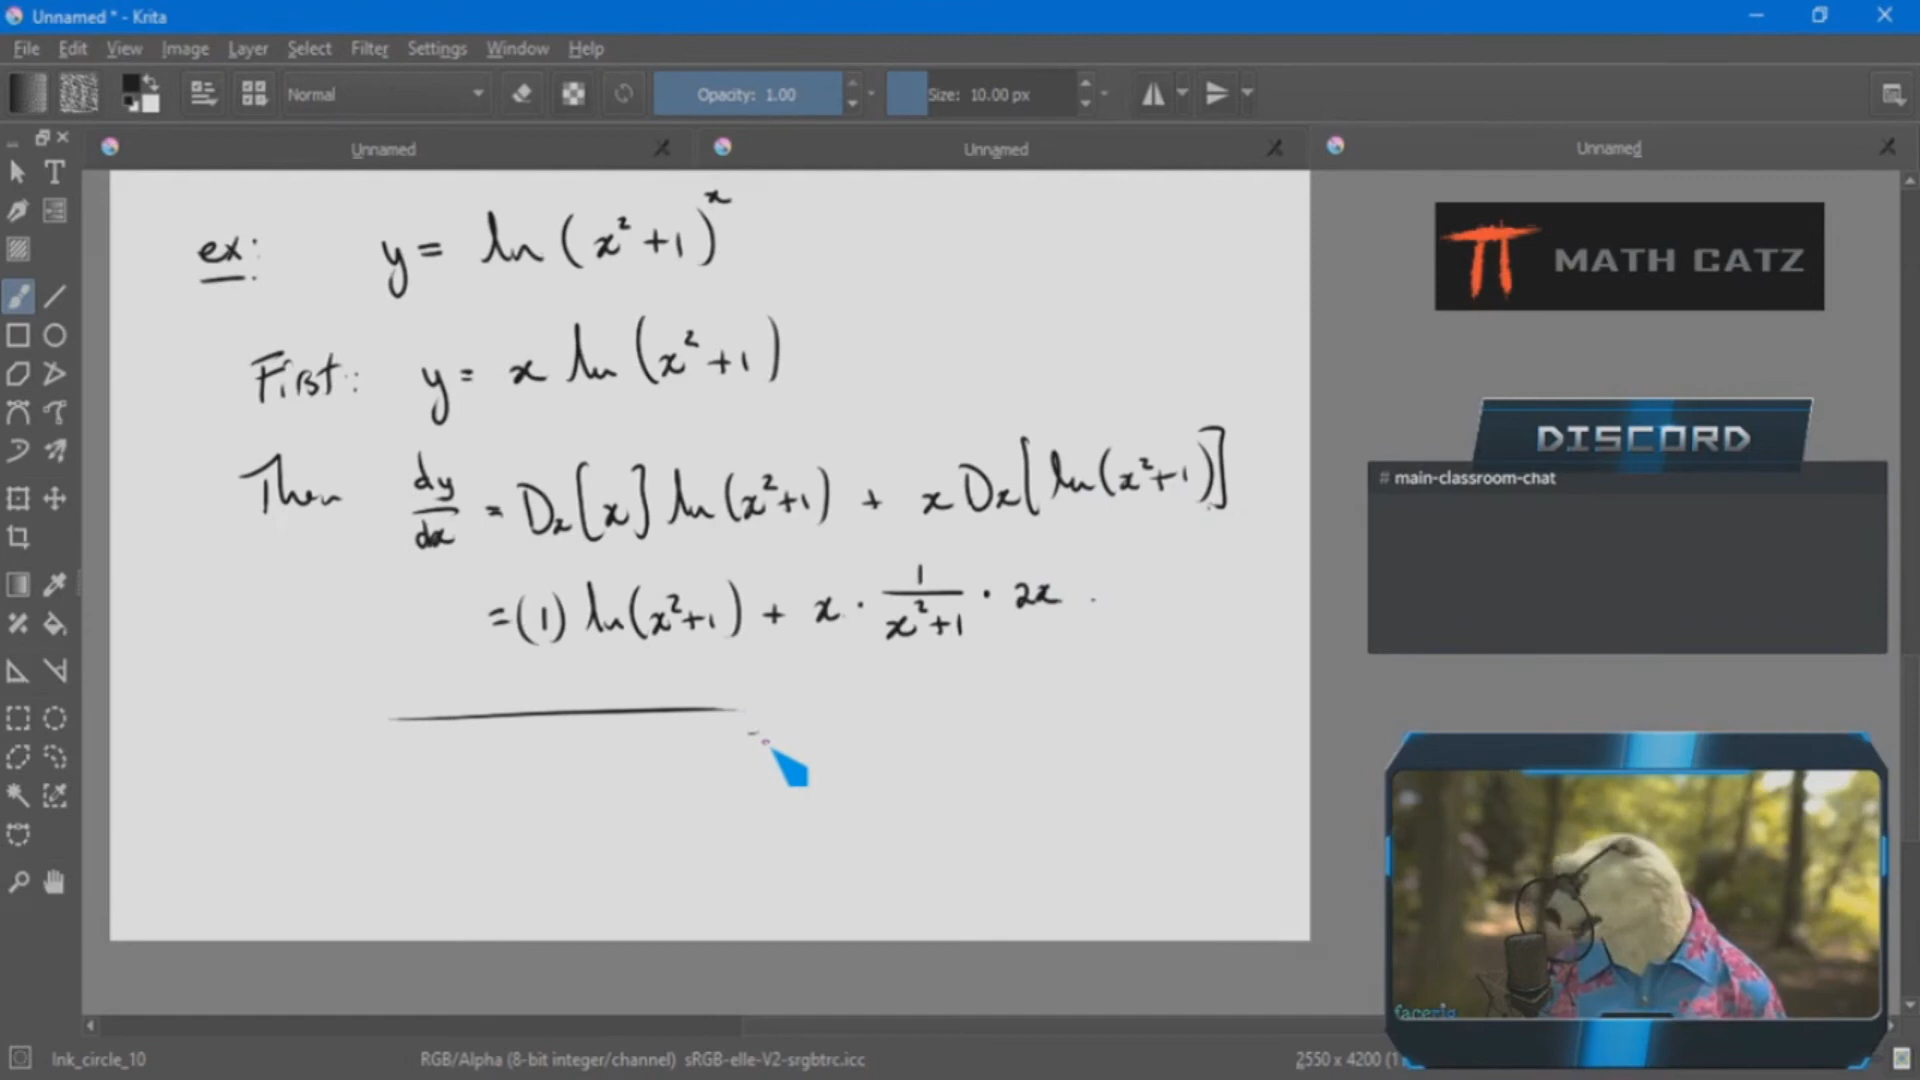 Unnamed * - Krita
File Edit View Image Layer Select Filter Settings Window Help
Normal Opacity: 1.00 Size: 10.00 px
Unnamed Unnamed Unnamed
ex: y = ln (x² + 1)^x
First: y = x ln (x² + 1)
Then dy/dx = Dx[x] ln(x²+1) + x Dx[ln(x²+1)]
= (1) ln(x²+1) + x · 1/(x²+1) · 2x
MATH CATZ
DISCORD
# main-classroom-chat
facerig
Ink_circle_10 RGB/Alpha (8-bit integer/channel) sRGB-elle-V2-srgbtrc.icc 2550 x 4200 (1